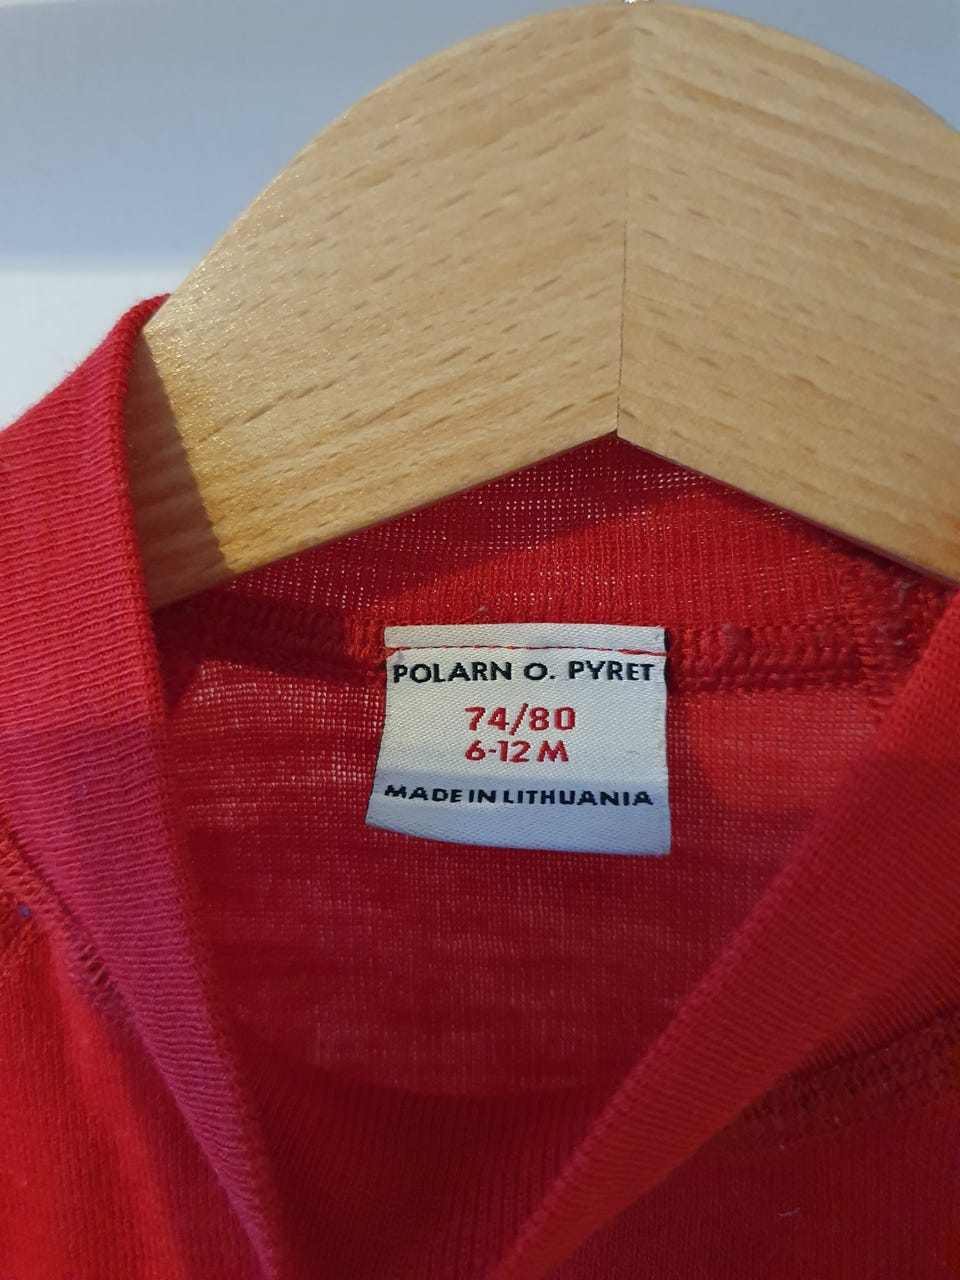 POLARN O. PYRET
74/80
6-12 M
MADE IN LITHUANIA